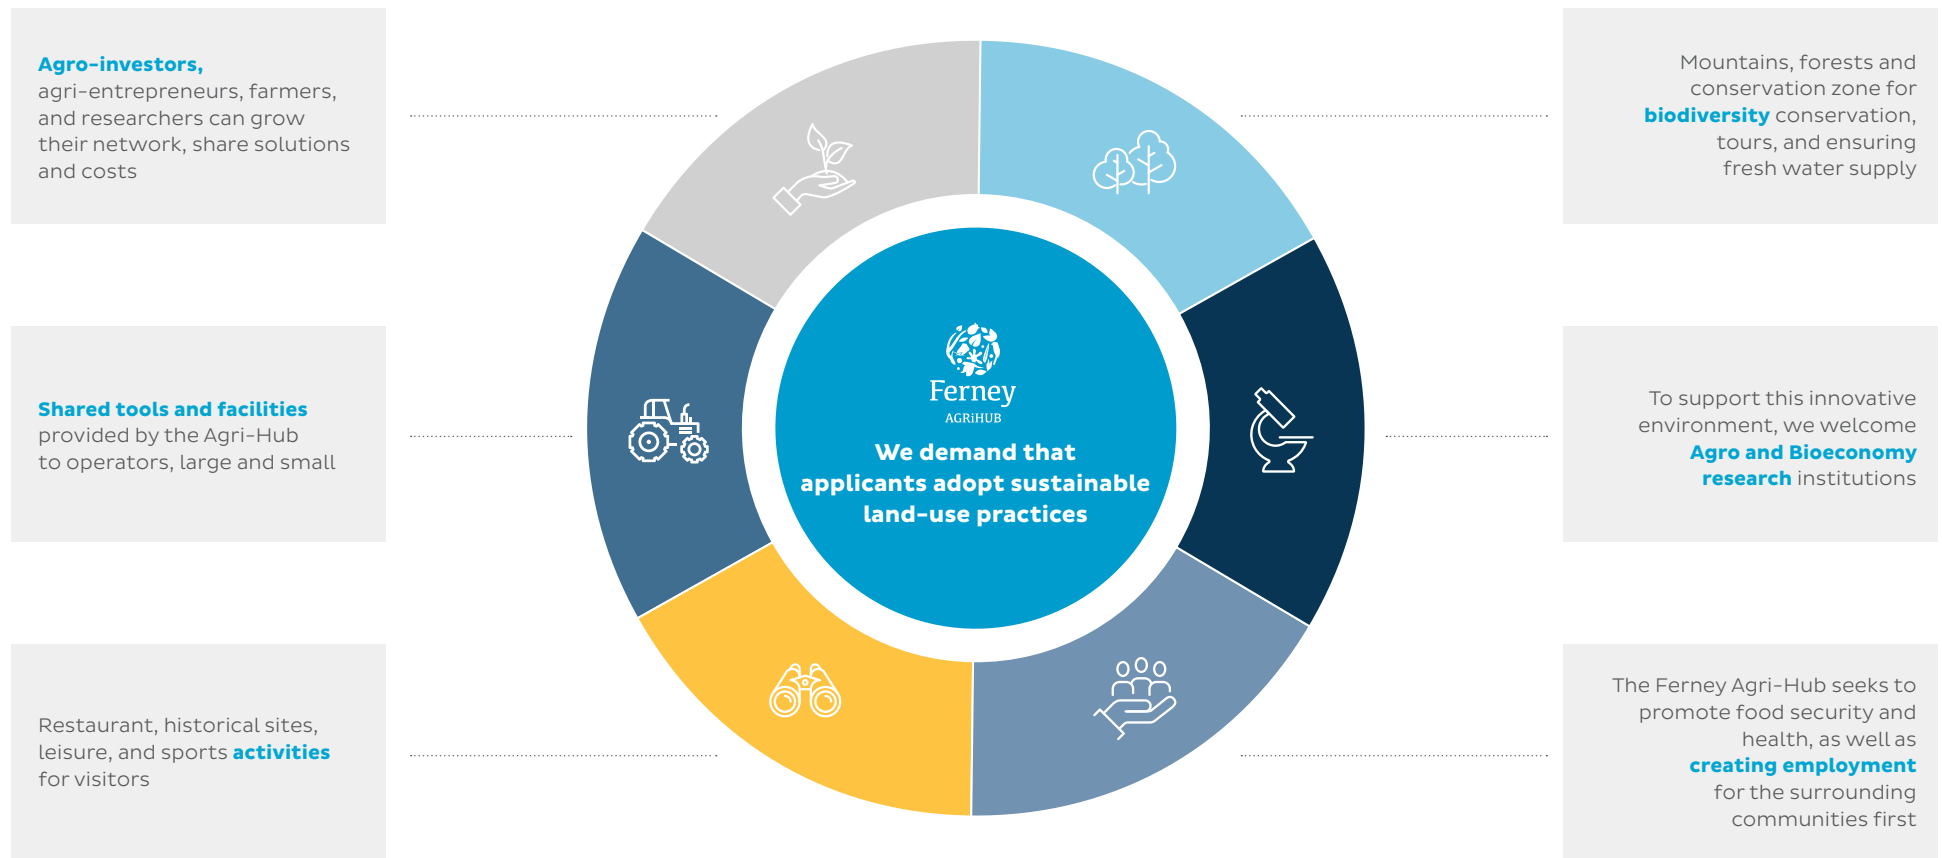 Agro-investors,
agri-entrepreneurs, farmers,
and researchers can grow
their network, share solutions
and costs
Mountains, forests and
conservation zone for
biodiversity conservation,
tours, and ensuring
fresh water supply
Shared tools and facilities
provided by the Agri-Hub
to operators, large and small
Ferney
AGRiHUB
We demand that
applicants adopt sustainable
land-use practices
To support this innovative
environment, we welcome
Agro and Bioeconomy
research institutions
Restaurant, historical sites,
leisure, and sports activities
for visitors
The Ferney Agri-Hub seeks to
promote food security and
health, as well as
creating employment
for the surrounding
communities first